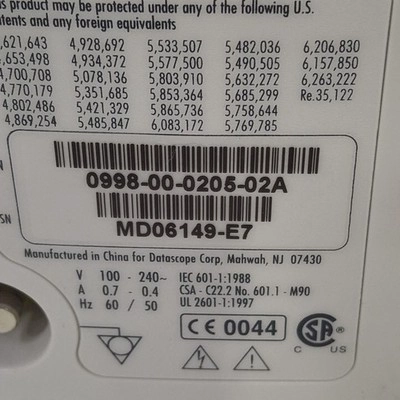 is product may be protected under any of the following U.S.
tents and any foreign equivalents
,621,643 4,928,692 5,533,507 5,482,036 6,206,830
,653,498 4,934,372 5,577,500 5,490,505 6,157,850
4,700,708 5,078,136 5,803,910 5,632,272 6,263,222
4,770,179 5,351,685 5,853,364 5,685,299 Re.35,122
4,802,486 5,421,329 5,865,736 5,758,644
4,869,254 5,485,847 6,083,172 5,769,785
N
0998-00-0205-02A
SN
MD06149-E7
Manufactured in China for Datascope Corp., Mahwah, NJ 07430
V 100 - 240~ IEC 601-1:1988
A 0.7 - 0.4 CSA - C22.2 No. 601.1 - M90
Hz 60 / 50 UL 2601-1:1997
CE 0044
SA
C US